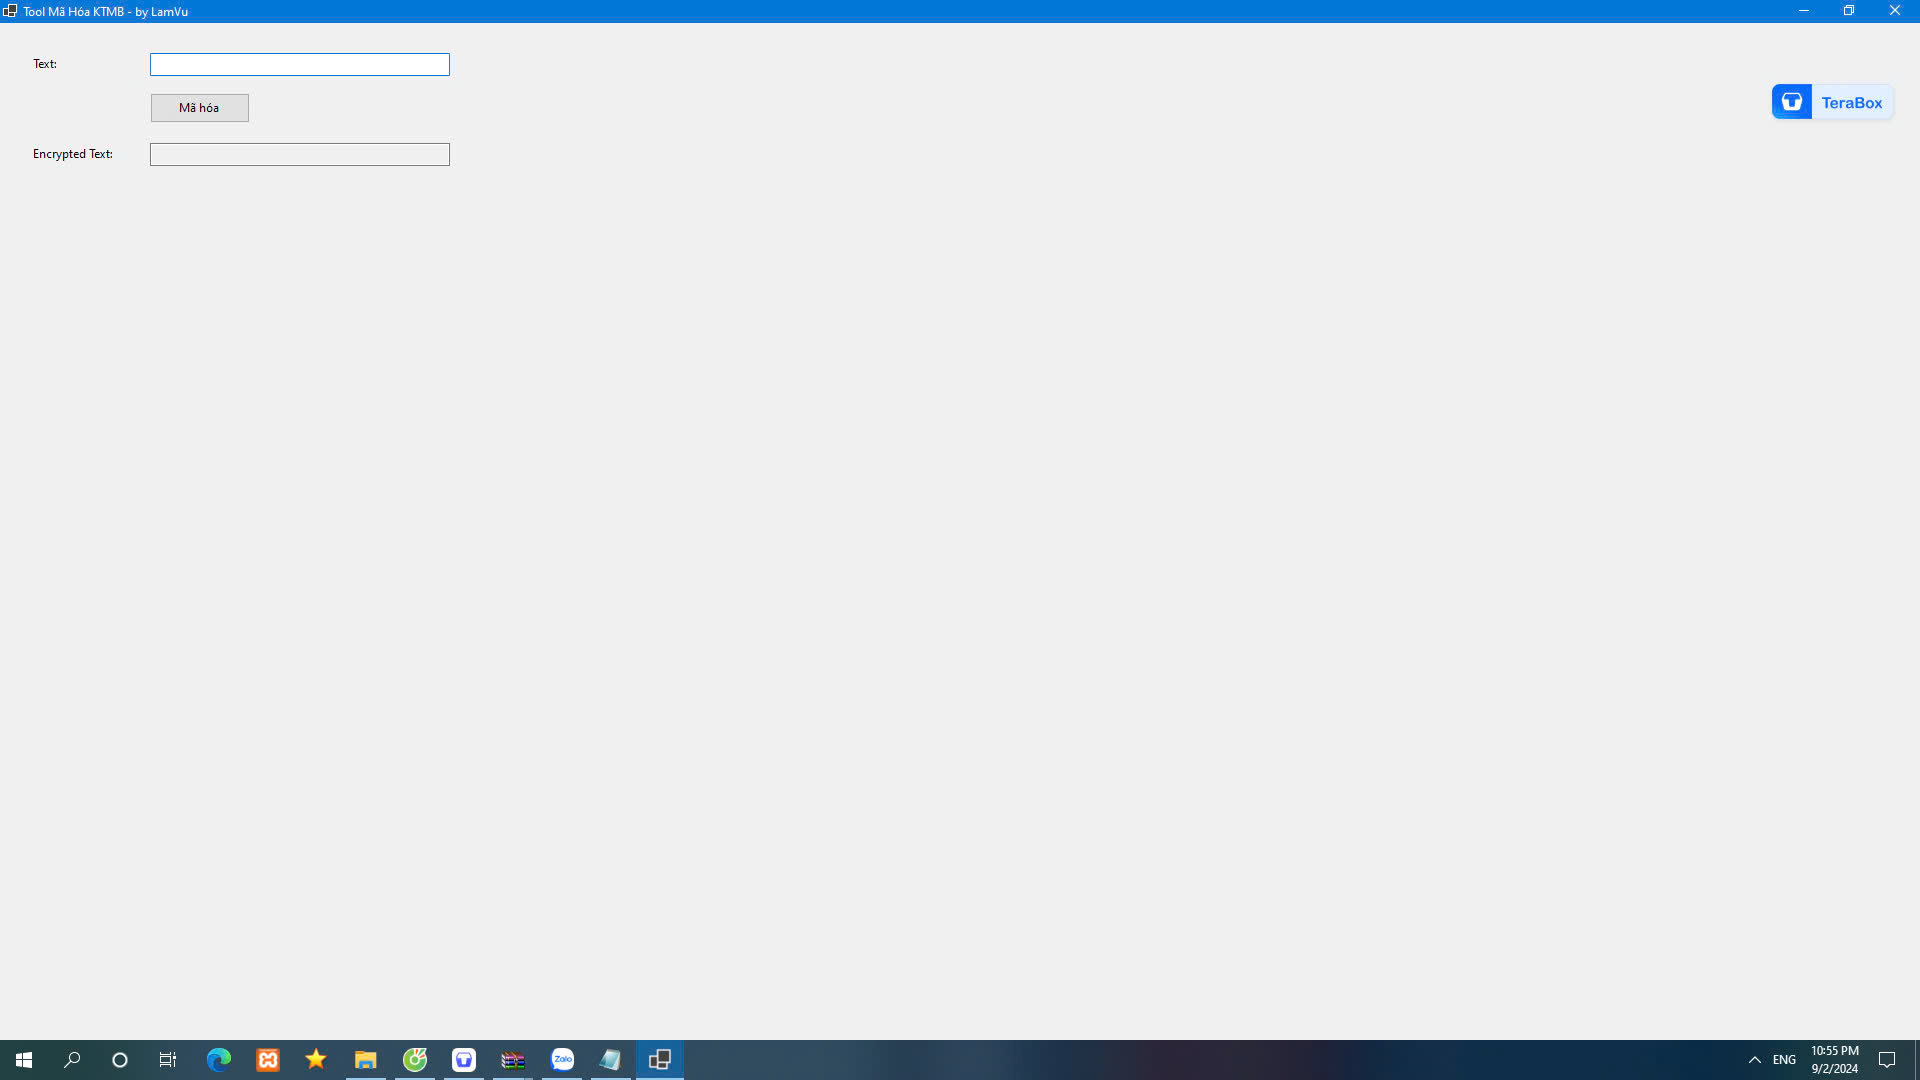 Tool Mã Hóa KTMB - by LamVu
Text:
Mã hóa
TeraBox
Encrypted Text:
Zalo
ENG
10:55 PM
9/2/2024